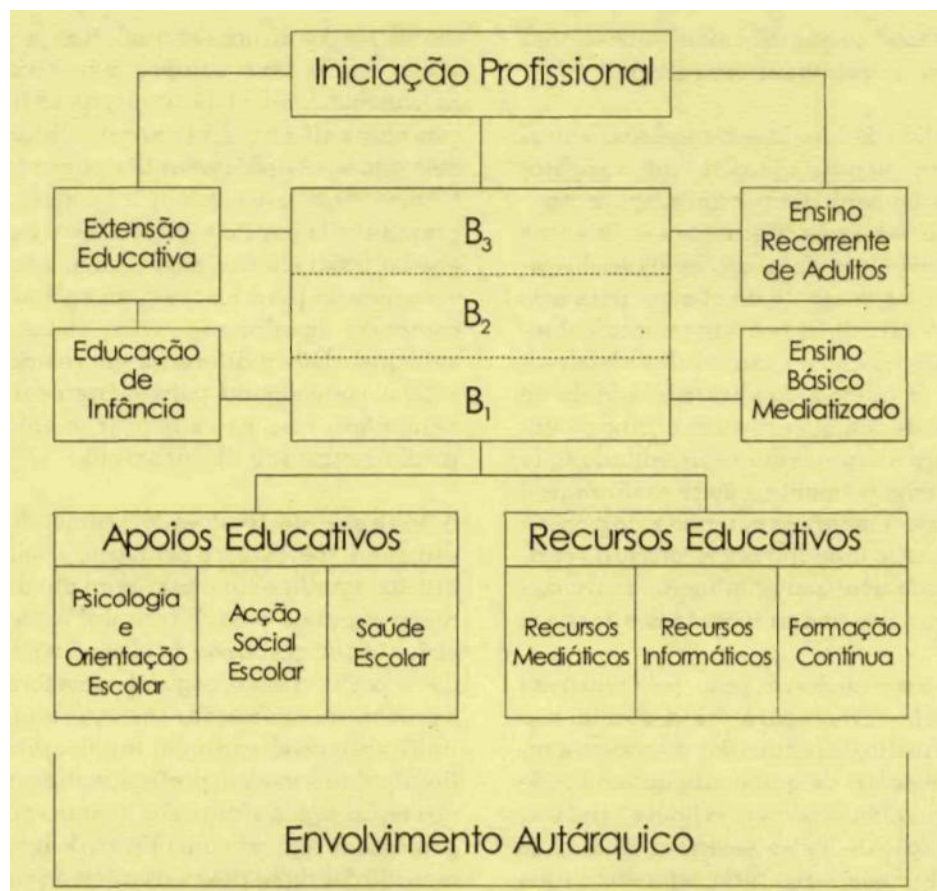 Iniciação Profissional
Extensão
Educativa
Educação
de
Infância
B₃
B₂
B₁
Ensino
Recorrente
de Adultos
Ensino
Básico
Mediatizado
Apoios Educativos
Psicologia
e
Orientação
Escolar
Acção
Social
Escolar
Saúde
Escolar
Recursos Educativos
Recursos
Mediáticos
Recursos
Informáticos
Formação
Contínua
Envolvimento Autárquico